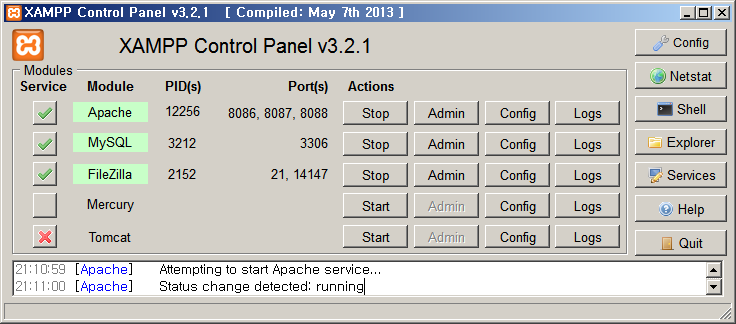 XAMPP Control Panel v3.2.1 [ Compiled: May 7th 2013 ]
XAMPP Control Panel v3.2.1
Config
Modules
Service Module PID(s) Port(s) Actions
Netstat
Apache 12256 8086, 8087, 8088 Stop Admin Config Logs
Shell
MySQL 3212 3306 Stop Admin Config Logs
Explorer
FileZilla 2152 21, 14147 Stop Admin Config Logs
Services
Mercury Start Admin Config Logs
Help
Tomcat Start Admin Config Logs
Quit
21:10:59 [Apache] Attempting to start Apache service...
21:11:00 [Apache] Status change detected: running